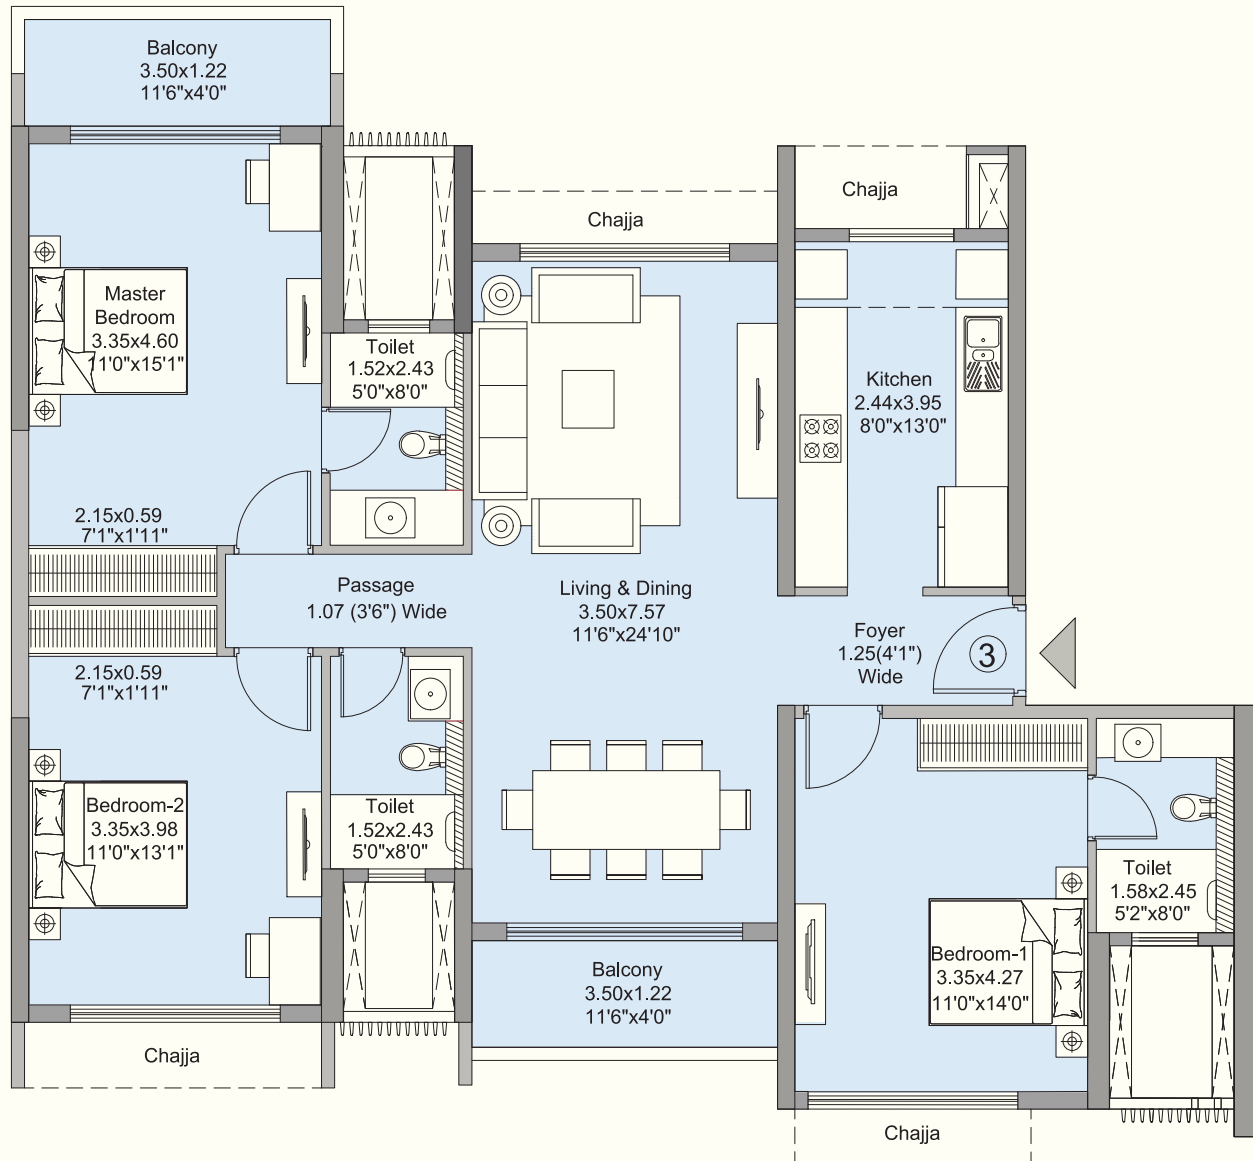 Balcony
3.50x1.22
11'6"x4'0"
Chajja
Chajja
Master
Bedroom
3.35x4.60
11'0"x15'1"
Toilet
1.52x2.43
5'0"x8'0"
Kitchen
2.44x3.95
8'0"x13'0"
2.15x0.59
7'1"x1'11"
Passage
1.07 (3'6") Wide
Living & Dining
3.50x7.57
11'6"x24'10"
Foyer
1.25(4'1")
Wide
3
2.15x0.59
7'1"x1'11"
Bedroom-2
3.35x3.98
11'0"x13'1"
Toilet
1.52x2.43
5'0"x8'0"
Toilet
1.58x2.45
5'2"x8'0"
Bedroom-1
3.35x4.27
11'0"x14'0"
Balcony
3.50x1.22
11'6"x4'0"
Chajja
Chajja